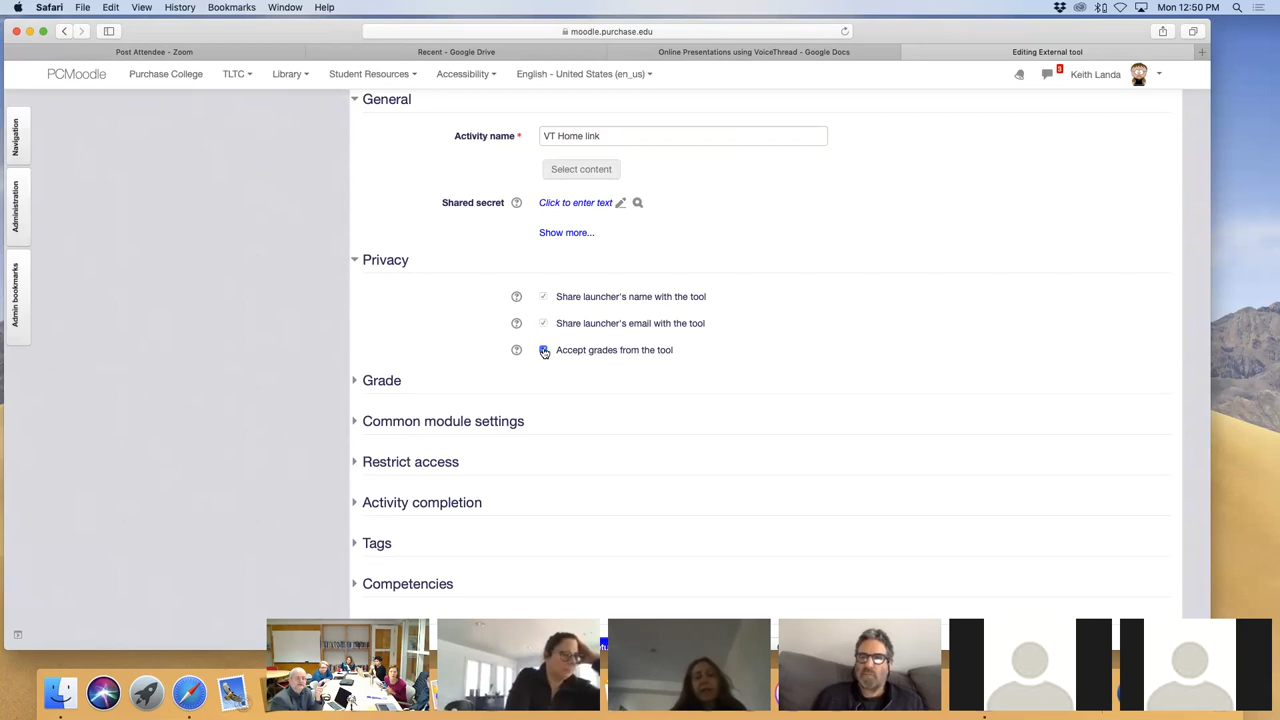 Safari File Edit View History Bookmarks Window Help Mon 12:50 PM
moodle.purchase.edu
Post Attendee - Zoom Recent - Google Drive Online Presentations using VoiceThread - Google Docs Editing External tool
PCMoodle Purchase College TLTC Library Student Resources Accessibility English - United States (en_us) 5 Keith Landa
Navigation
Administration
Admin bookmarks
General
Activity name * VT Home link
Select content
Shared secret Click to enter text
Show more...
Privacy
Share launcher's name with the tool
Share launcher's email with the tool
Accept grades from the tool
Grade
Common module settings
Restrict access
Activity completion
Tags
Competencies